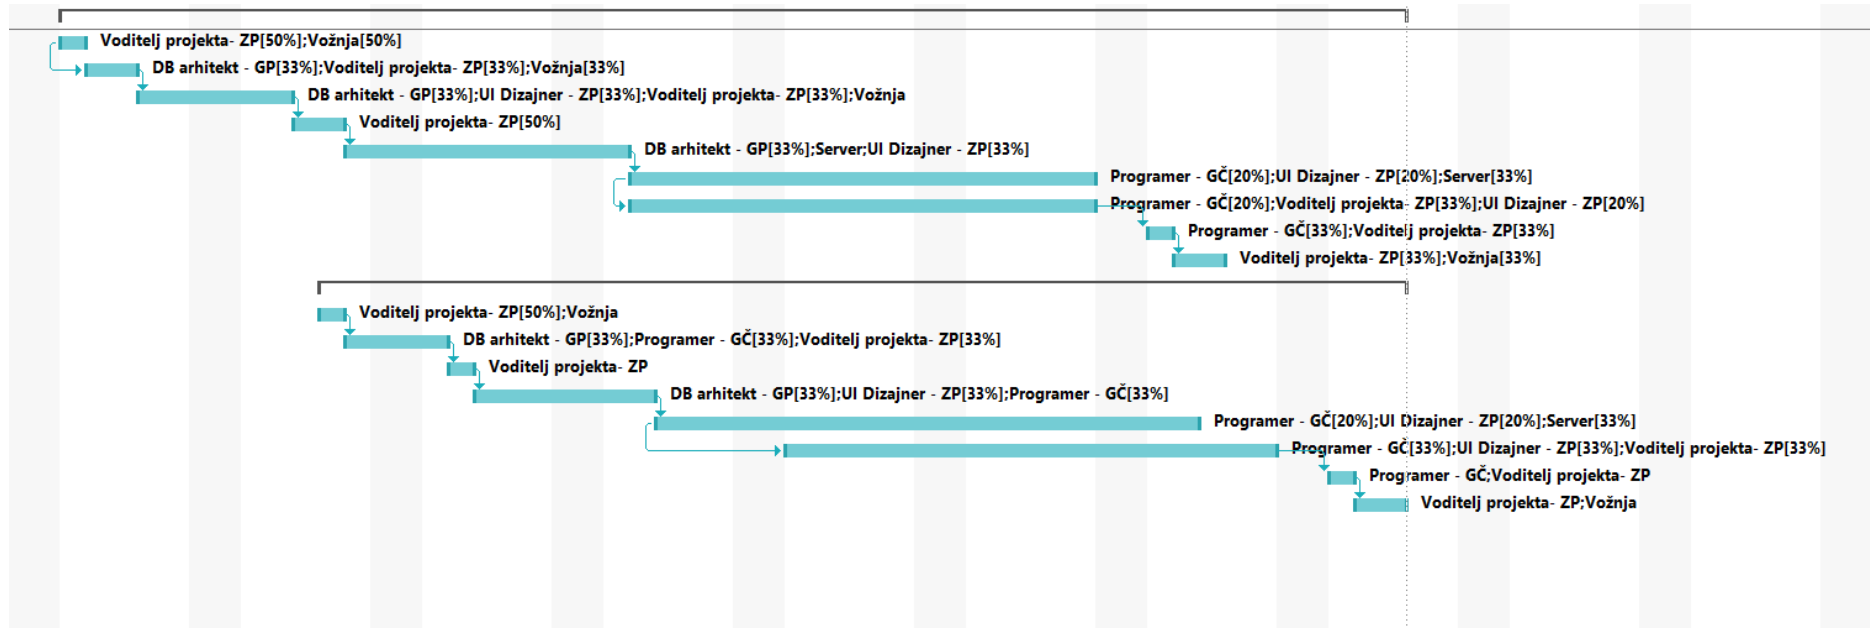 Voditelj projekta- ZP[50%];Vožnja[50%]
DB arhitekt - GP[33%];Voditelj projekta- ZP[33%];Vožnja[33%]
DB arhitekt - GP[33%];UI Dizajner - ZP[33%];Voditelj projekta- ZP[33%];Vožnja
Voditelj projekta- ZP[50%]
DB arhitekt - GP[33%];Server;UI Dizajner - ZP[33%]
Programer - GČ[20%];UI Dizajner - ZP[20%];Server[33%]
Programer - GČ[20%];Voditelj projekta- ZP[33%];UI Dizajner - ZP[20%]
Programer - GČ[33%];Voditelj projekta- ZP[33%]
Voditelj projekta- ZP[33%];Vožnja[33%]
Voditelj projekta- ZP[50%];Vožnja
DB arhitekt - GP[33%];Programer - GČ[33%];Voditelj projekta- ZP[33%]
Voditelj projekta- ZP
DB arhitekt - GP[33%];UI Dizajner - ZP[33%];Programer - GČ[33%]
Programer - GČ[20%];UI Dizajner - ZP[20%];Server[33%]
Programer - GČ[33%];UI Dizajner - ZP[33%];Voditelj projekta- ZP[33%]
Programer - GČ;Voditelj projekta- ZP
Voditelj projekta- ZP;Vožnja